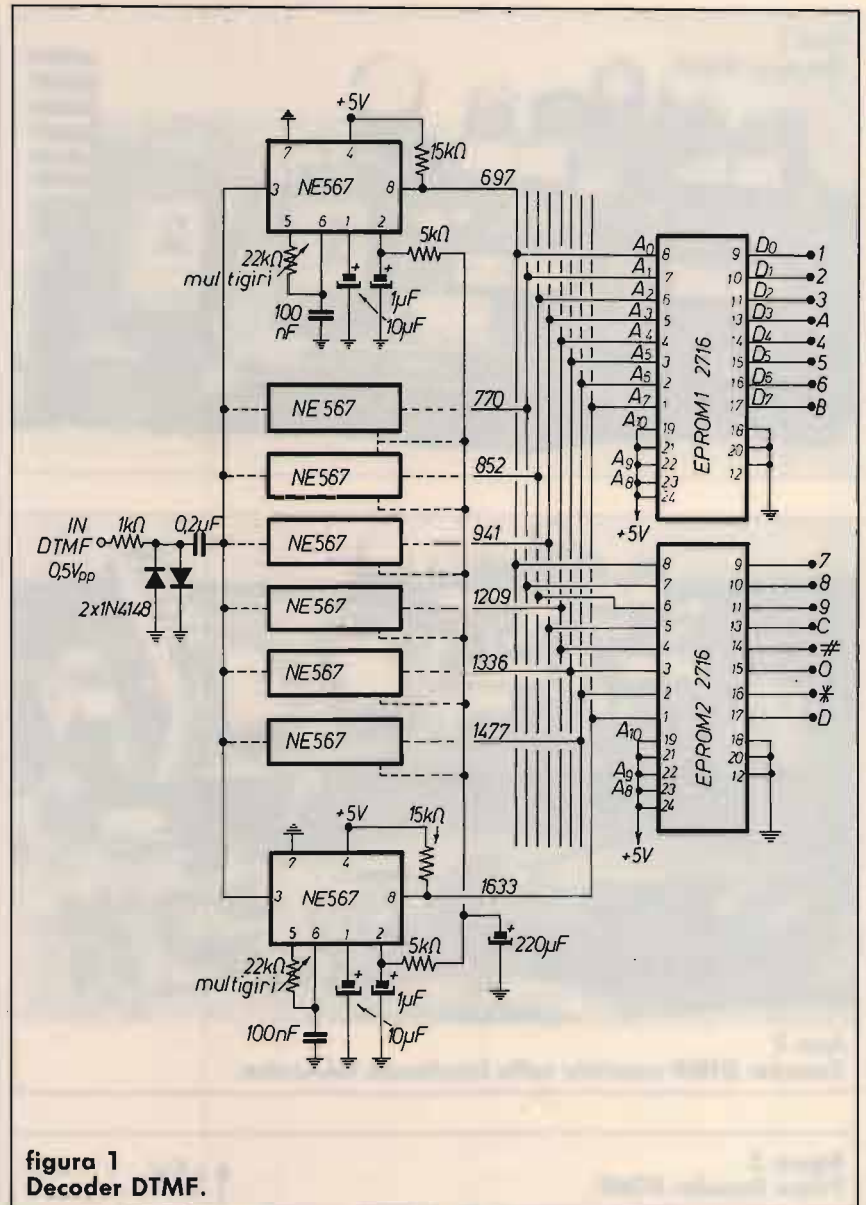 +5V
15kΩ
7
4
3
NE567
8
697
5
6
1
2
5kΩ
22kΩ
multigiri
100
nF
1µF
10µF
NE567
770
NE567
852
NE567
941
NE567
1209
NE567
1336
NE567
1477
IN
DTMF
0,5Vpp
1kΩ
0,2µF
2x1N4148
+5V
15kΩ
7
4
3
NE567
8
1633
5
6
1
2
5kΩ
22kΩ
multigiri
100nF
1µF
10µF
220µF
A0 8
A1 7
A2 6
A3 5
A4 4
A5 3
A6 2
A7 1
A10 19
21
A9 22
A8 23
24
+5V
EPROM1 2716
9 D0 1
10 D1 2
11 D2 3
13 D3 A
14 D4 4
15 D5 5
16 D6 6
17 D7 B
18
20
12
8
7
6
5
4
3
2
1
A10 19
21
A9 22
A8 23
24
+5V
EPROM2 2716
9 7
10 8
11 9
13 C
14 #
15 0
16 *
17 D
18
20
12
figura 1
Decoder DTMF.